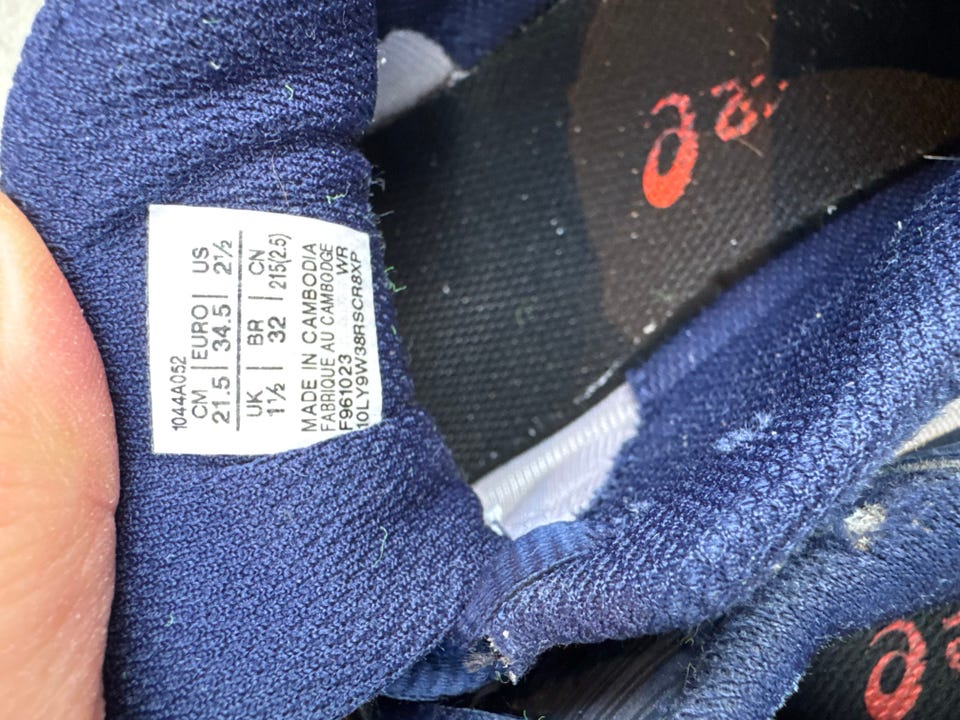 1044A052
CM | EURO | US
21.5 | 34.5 | 2½
UK | BR | CN
1½ | 32 | 215(2.5)
MADE IN CAMBODIA
FABRIQUE AU CAMBODGE
F961023 WR
10LY9W38RSCR8XP